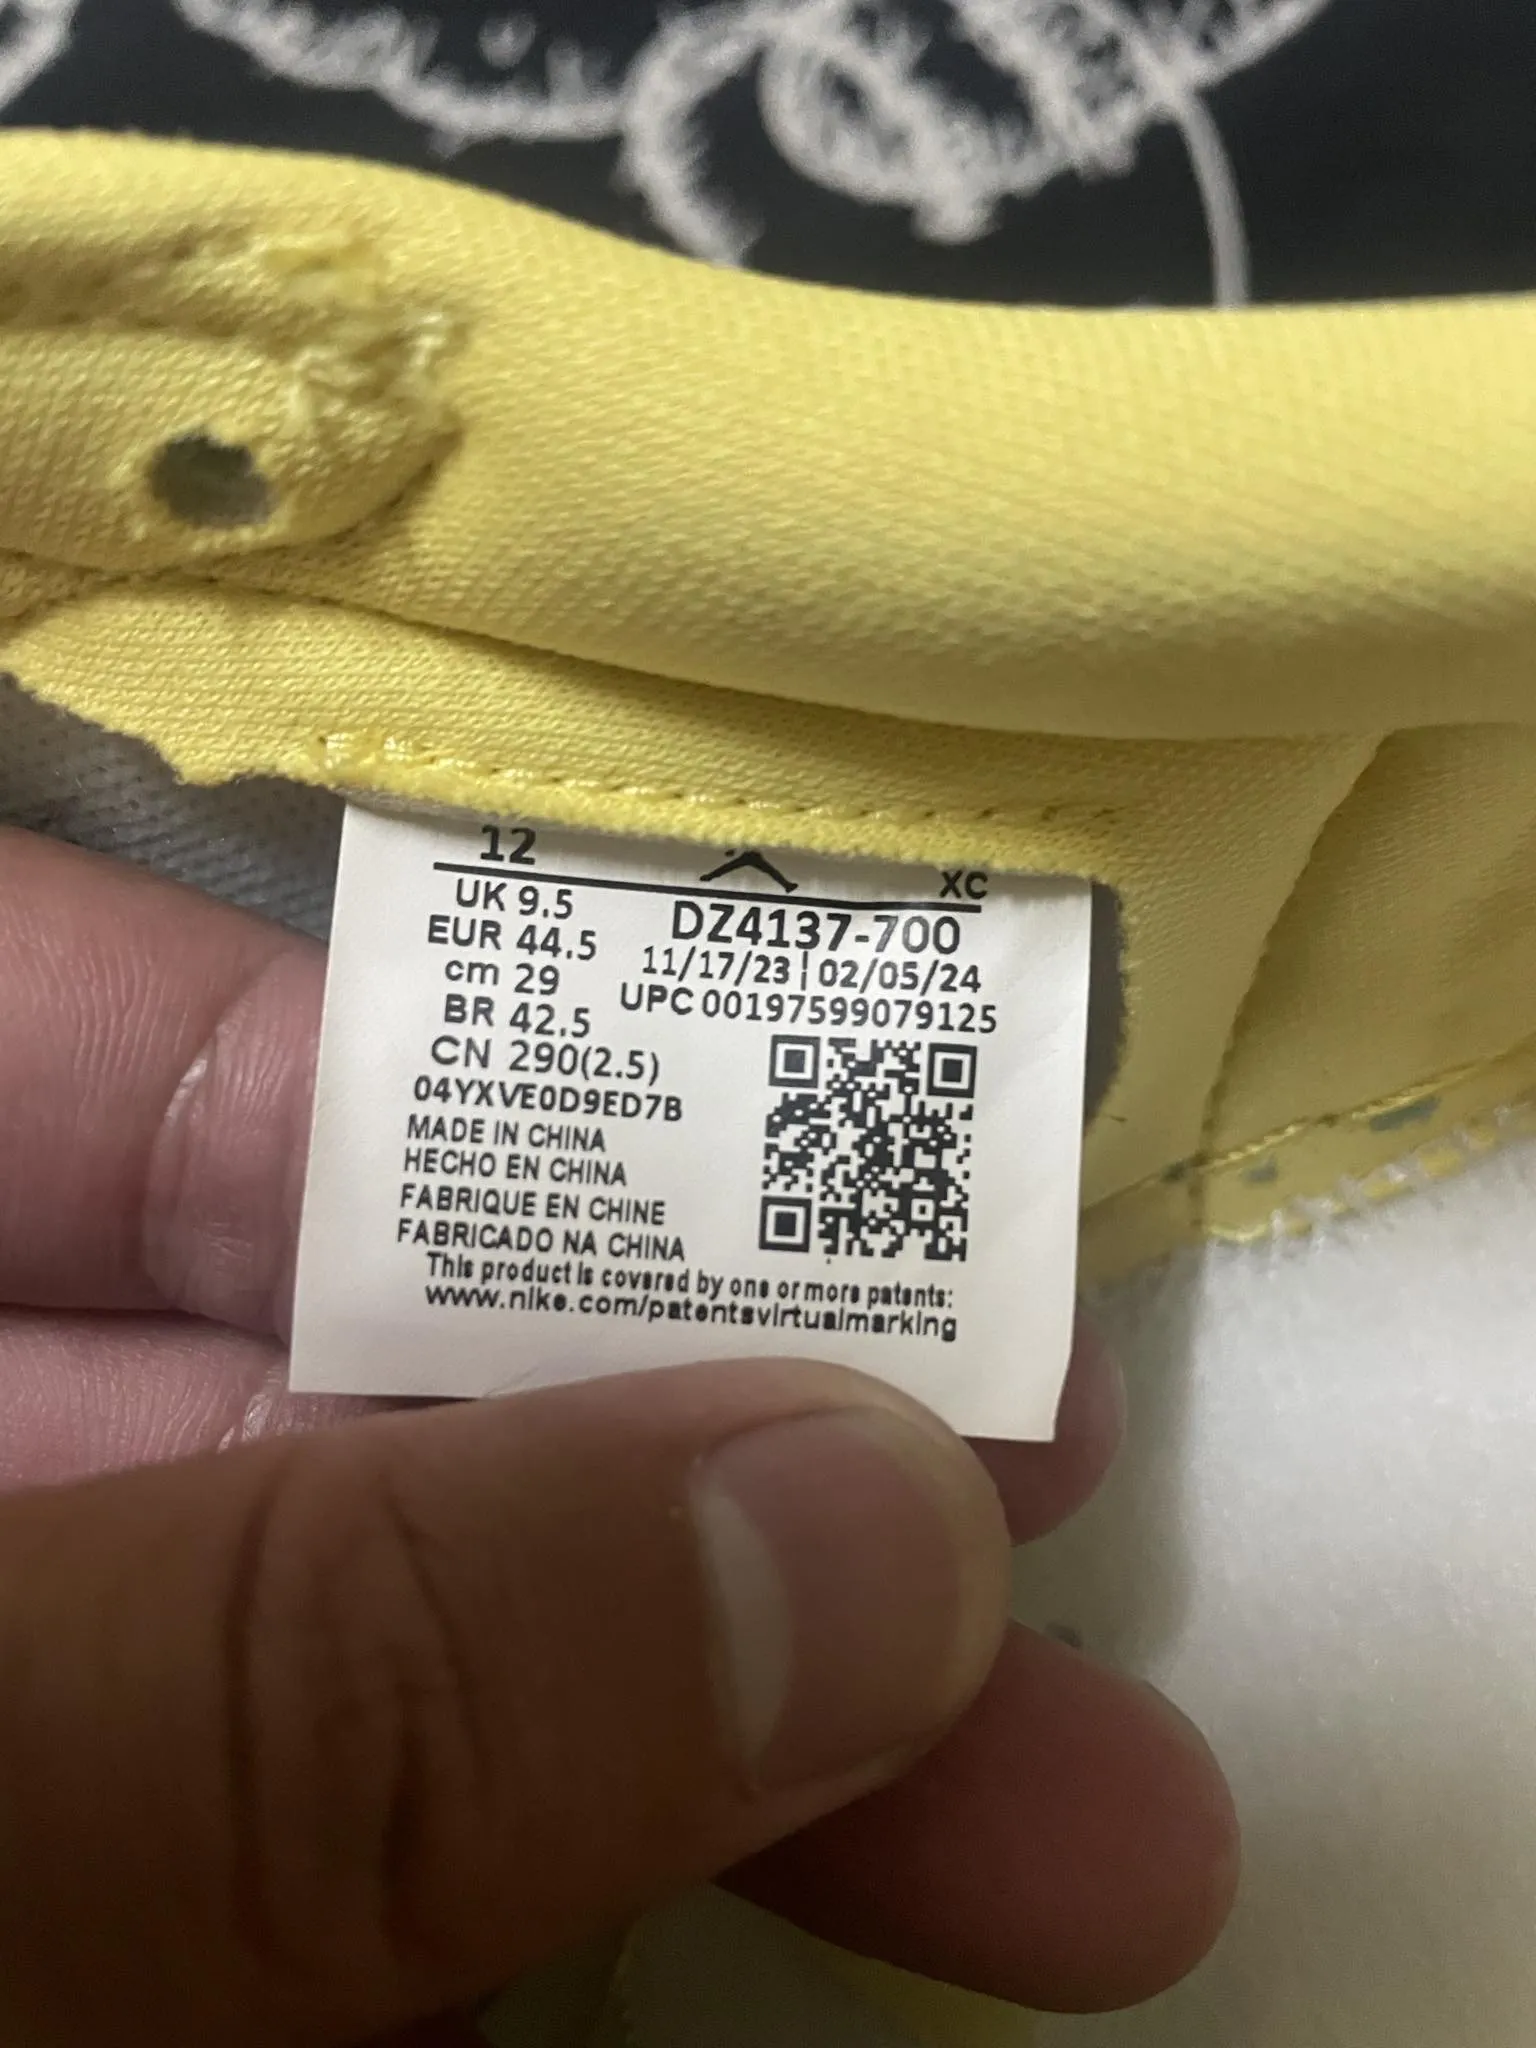 12
XC
UK 9.5
EUR 44.5
cm 29
BR 42.5
CN 290(2.5)
DZ4137-700
11/17/23 | 02/05/24
UPC 00197599079125
04YXVE0D9ED7B
MADE IN CHINA
HECHO EN CHINA
FABRIQUE EN CHINE
FABRICADO NA CHINA
This product is covered by one or more patents:
www.nike.com/patentsvirtualmarking